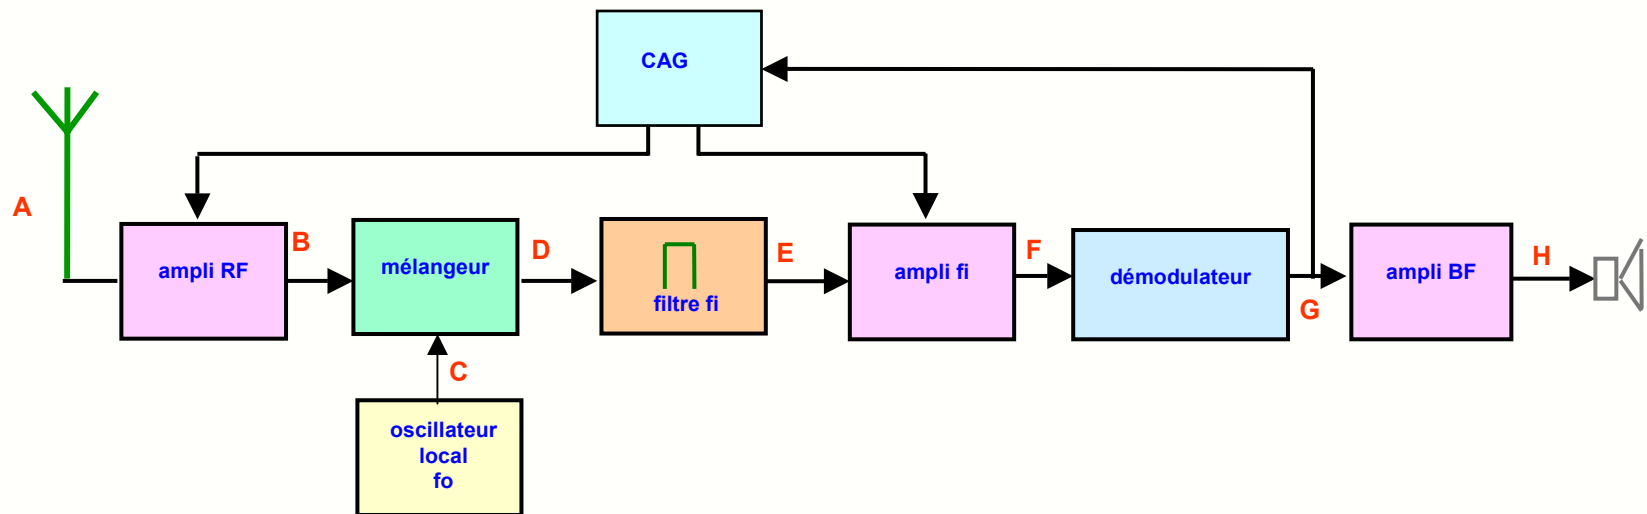 CAG
A
ampli RF
B
mélangeur
D
filtre fi
E
ampli fi
F
démodulateur
G
ampli BF
H
C
oscillateur
local
fo